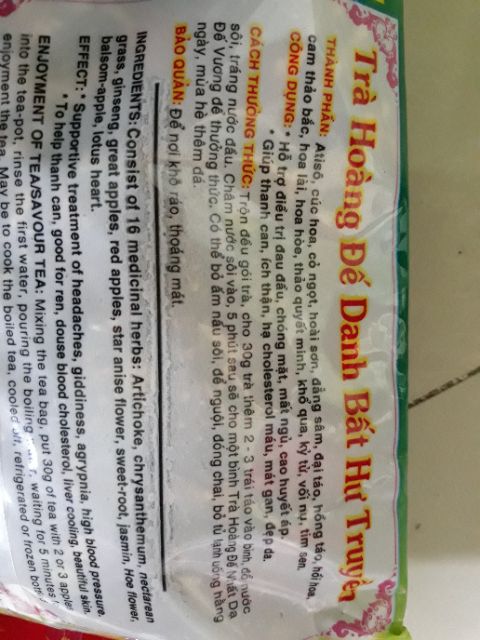 Trà Hoàng Đế Danh Bất Hư Truyền
THÀNH PHẦN: Atisô, cúc hoa, cỏ ngọt, hoài sơn, đẳng sâm, đại táo, hồng táo, hồi hoa,
cam thảo bắc, hoa lài, hoa hòe, thảo quyết minh, khổ qua, kỷ tử, vối nụ, tim sen
CÔNG DỤNG: • Hỗ trợ điều trị đau đầu, chóng mặt, mất ngủ, cao huyết áp.
• Giúp thanh can, ích thận, hạ cholesterol máu, mát gan, đẹp da.
CÁCH THƯỞNG THỨC: Trộn đều gói trà, cho 30g trà thêm 2 - 3 trái táo vào bình, đổ nước
sôi, tráng nước đầu. Châm nước sôi vào, 5 phút sau sẽ cho một bình Trà Hoàng Đế Nhất Dạ
Đế Vương để thưởng thức. Có thể bỏ ấm nấu sôi, để nguội, đóng chai, bỏ tủ lạnh uống hàng
ngày, mùa hè thêm đá.
BẢO QUẢN: Để nơi khô ráo, thoáng mát.
INGREDIENTS: Consist of 16 medicinal herbs: Artichoke, chrysanthemum, necfarean
grass, ginseng, great apples, red apples, star anise flower, sweet-root, jasmin, Hoe flower,
balsom-apple, lotus heart.
EFFECT: • Supportive treatment of headaches, giddiness, agrypnia, high blood pressure.
• To help thanh can, good for ren, douse blood cholesterol, liver cooling, beautiful skin.
ENJOYMENT OF TEA/SAVOUR TEA: Mixing the tea bag, put 30g of tea with 2 or 3 apples
into the tea-pot, rinse the first water, pouring the boiling waiting for 5 minutes
enjoyment the tea. May be to cook the boiled tea, cooled refrigerated or frozen